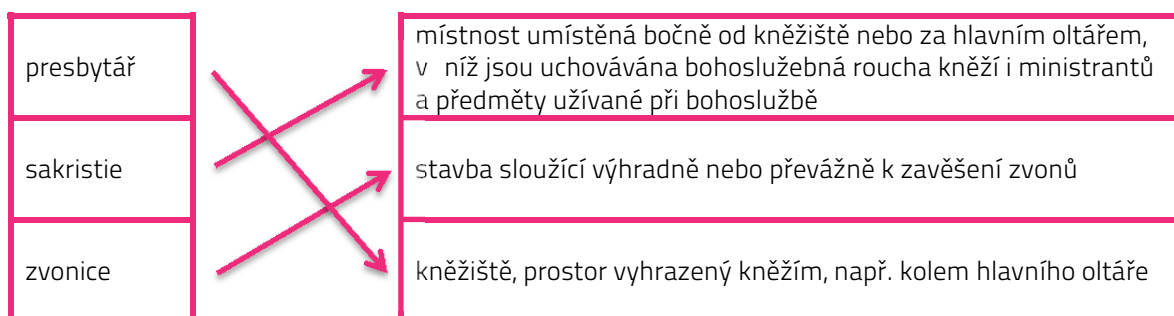 presbytář
místnost umístěná bočně od kněžiště nebo za hlavním oltářem,
v níž jsou uchovávána bohoslužebná roucha kněží i ministrantů
a předměty užívané při bohoslužbě
sakristie
stavba sloužící výhradně nebo převážně k zavěšení zvonů
zvonice
kněžiště, prostor vyhrazený kněžím, např. kolem hlavního oltáře